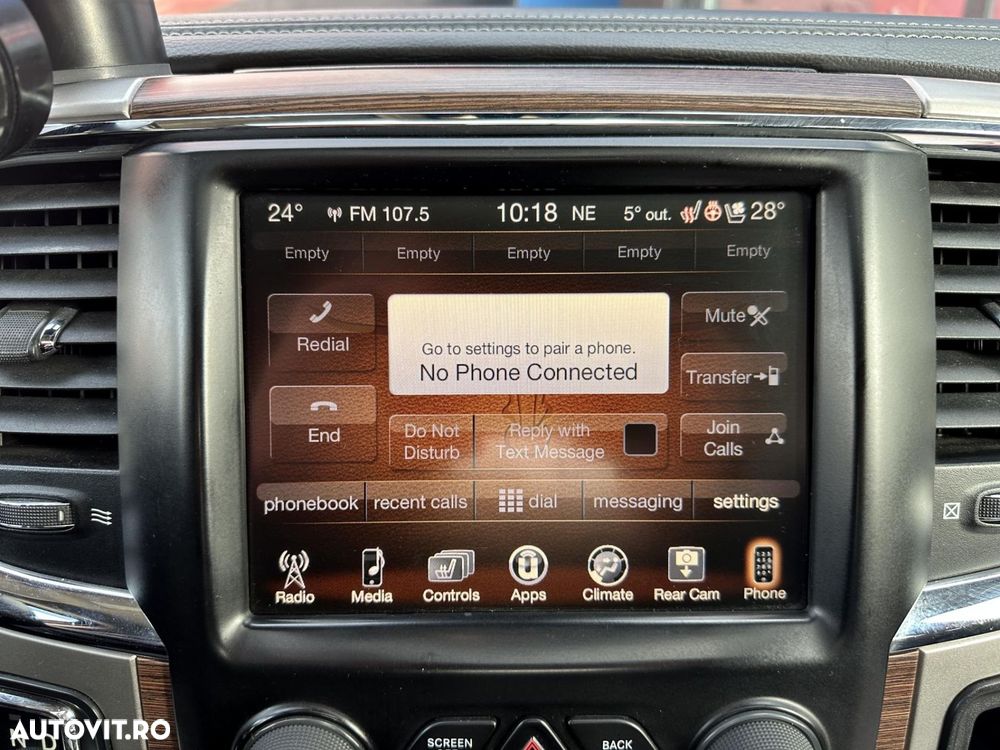 24° FM 107.5 10:18 NE 5° out. 28°
Empty Empty Empty Empty Empty
Redial
Go to settings to pair a phone.
No Phone Connected
Mute
Transfer
End
Do Not
Disturb
Reply with
Text Message
Join
Calls
phonebook recent calls dial messaging settings
Radio Media Controls Apps Climate Rear Cam Phone
AUTOVIT.RO
N D
SCREEN
BACK